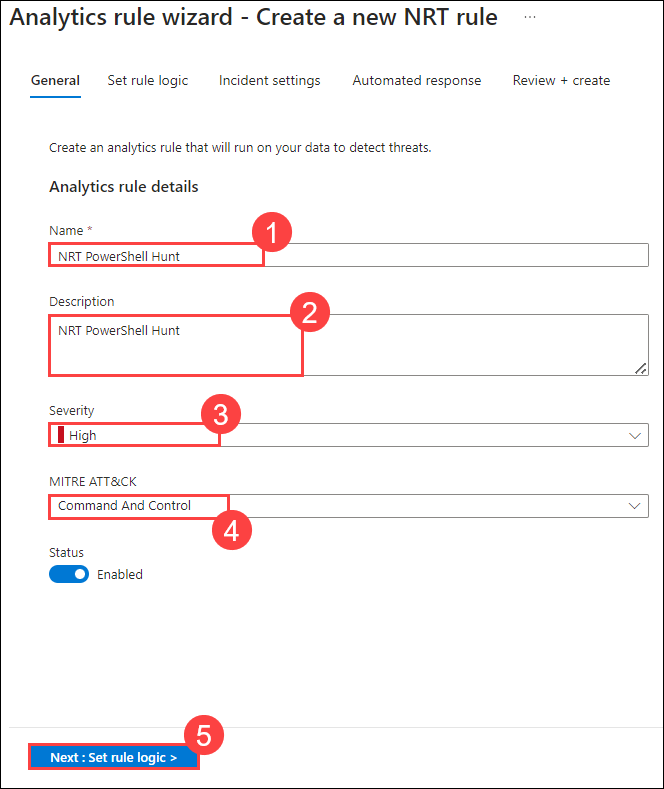 Analytics rule wizard - Create a new NRT rule ...
General Set rule logic Incident settings Automated response Review + create
Create an analytics rule that will run on your data to detect threats.
Analytics rule details
Name *
1
NRT PowerShell Hunt
Description
2
NRT PowerShell Hunt
Severity
3
High
MITRE ATT&CK
Command And Control
4
Status
Enabled
5
Next : Set rule logic >